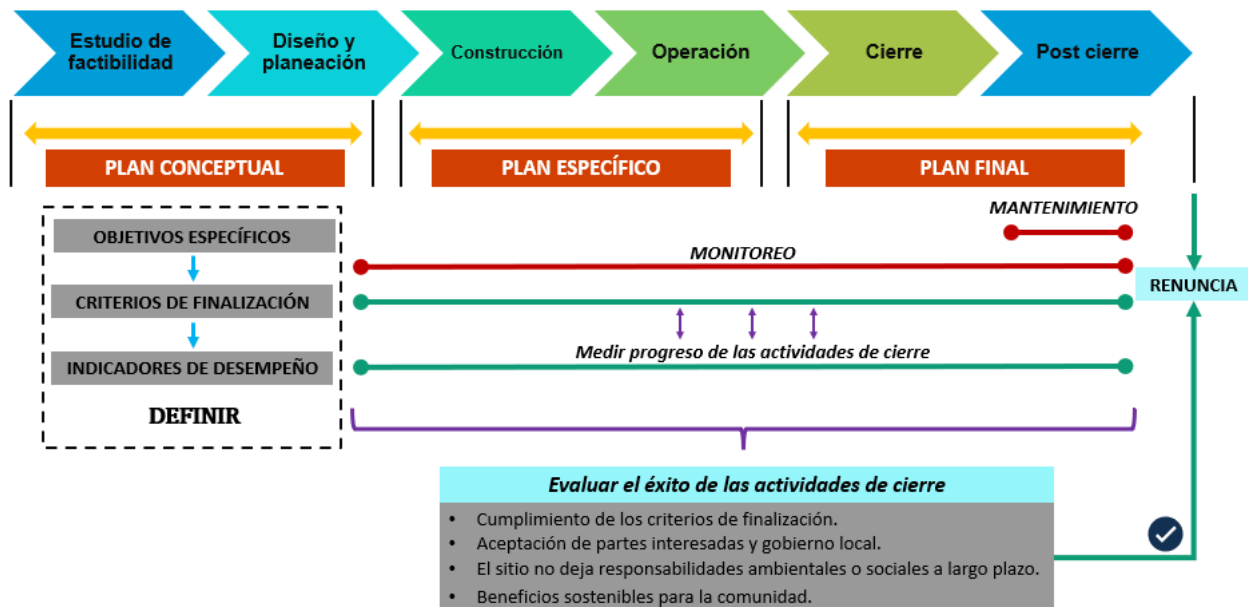 Estudio de
factibilidad
Diseño y
planeación
Construcción
Operación
Cierre
Post cierre
PLAN CONCEPTUAL
PLAN ESPECÍFICO
PLAN FINAL
OBJETIVOS ESPECÍFICOS
CRITERIOS DE FINALIZACIÓN
INDICADORES DE DESEMPEÑO
DEFINIR
MANTENIMIENTO
MONITOREO
Medir progreso de las actividades de cierre
RENUNCIA
Evaluar el éxito de las actividades de cierre
• Cumplimiento de los criterios de finalización.
• Aceptación de partes interesadas y gobierno local.
• El sitio no deja responsabilidades ambientales o sociales a largo plazo.
• Beneficios sostenibles para la comunidad.